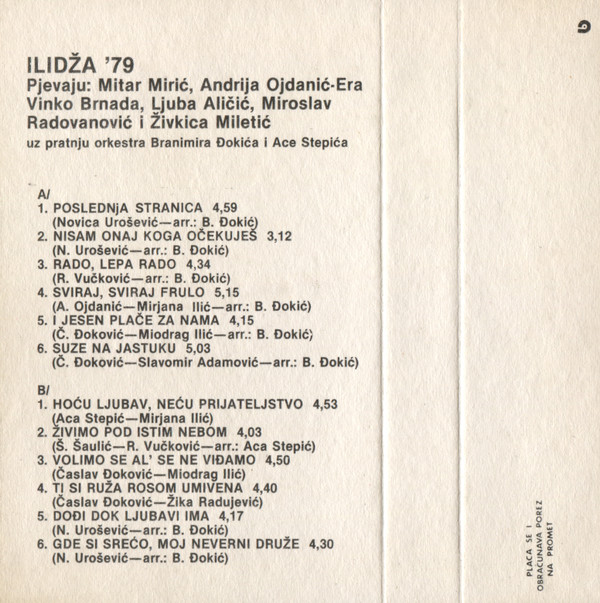 ILIDŽA '79
Pjevaju: Mitar Mirić, Andrija Ojdanić-Era
Vinko Brnada, Ljuba Aličić, Miroslav
Radovanović i Živkica Miletić
uz pratnju orkestra Branimira Đokića i Ace Stepića
A/
1. POSLEDNjA STRANICA 4,59
(Novica Urošević—arr.: B. Đokić)
2. NISAM ONAJ KOGA OČEKUJEŠ 3,12
(N. Urošević—arr.: B. Đokić)
3. RADO, LEPA RADO 4,34
(R. Vučković—arr.: B. Đokić)
4. SVIRAJ, SVIRAJ FRULO 5,15
(A. Ojdanić—Mirjana Ilić—arr.: B. Đokić)
5. I JESEN PLAČE ZA NAMA 4,15
(Č. Đoković—Miodrag Ilić—arr.: B. Đokić)
6. SUZE NA JASTUKU 5,03
(Č. Đoković—Slavomir Adamović—arr.: B. Đokić)
B/
1. HOĆU LJUBAV, NEĆU PRIJATELJSTVO 4,53
(Aca Stepić—Mirjana Ilić)
2. ŽIVIMO POD ISTIM NEBOM 4,03
(Š. Šaulić—R. Vučković—arr.: Aca Stepić)
3. VOLIMO SE AL' SE NE VIĐAMO 4,50
(Časlav Đoković—Miodrag Ilić)
4. TI SI RUŽA ROSOM UMIVENA 4,40
(Časlav Đoković—Žika Radujević)
5. DOĐI DOK LJUBAVI IMA 4,17
(N. Urošević—arr.: B. Đokić)
6. GDE SI SREĆO, MOJ NEVERNI DRUŽE 4,30
(N. Urošević—arr.: B. Đokić)
PLACA SE I
OBRAČUNAVA POREZ
NA PROMET